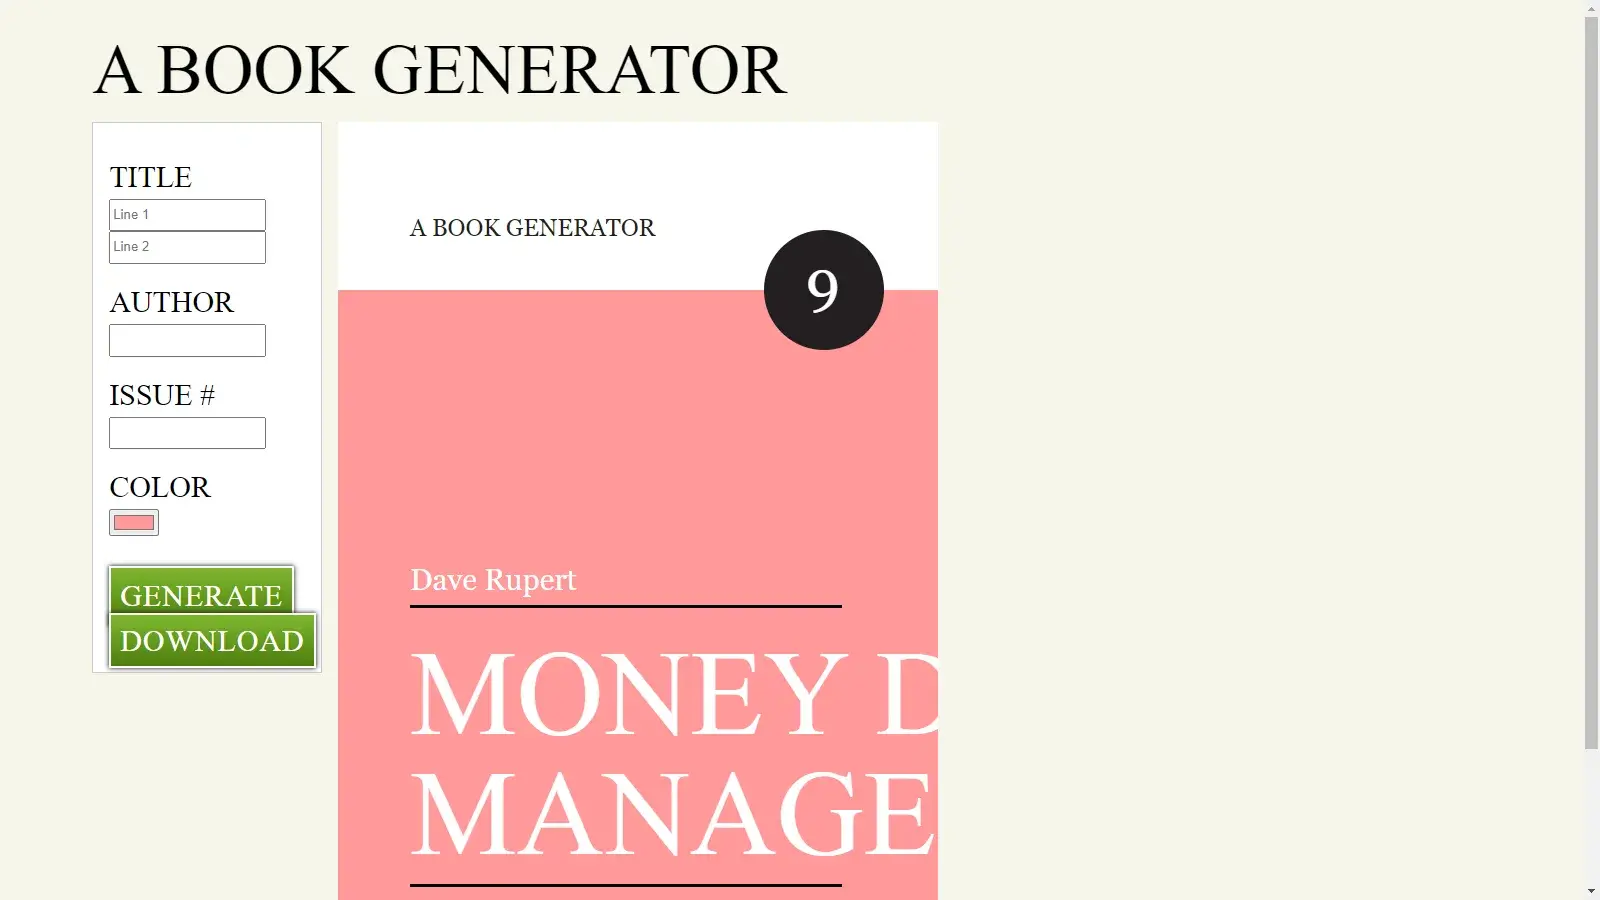 A BOOK GENERATOR
TITLE
Line 1
Line 2
AUTHOR
ISSUE #
COLOR
GENERATE
DOWNLOAD
A BOOK GENERATOR
9
Dave Rupert
MONEY D
MANAGE